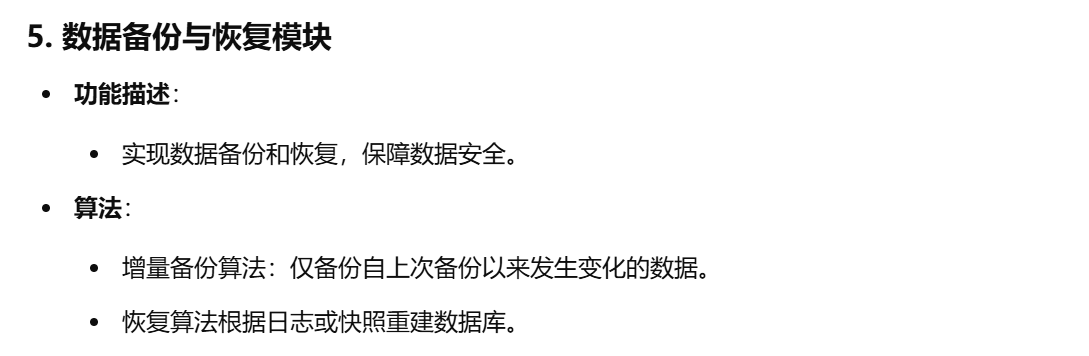 5. 数据备份与恢复模块
• 功能描述：
• 实现数据备份和恢复，保障数据安全。
• 算法：
• 增量备份算法：仅备份自上次备份以来发生变化的数据。
• 恢复算法根据日志或快照重建数据库。